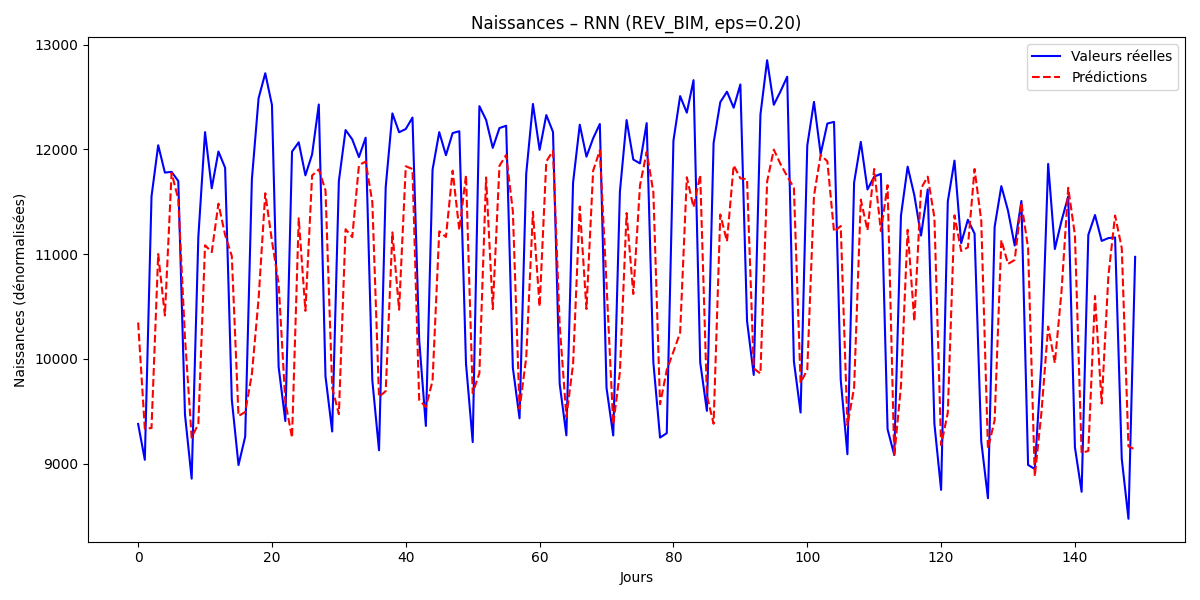 Naissances – RNN (REV_BIM, eps=0.20)
Valeurs réelles
Prédictions
Naissances (dénormalisées)
13000
12000
11000
10000
9000
0 20 40 60 80 100 120 140
Jours